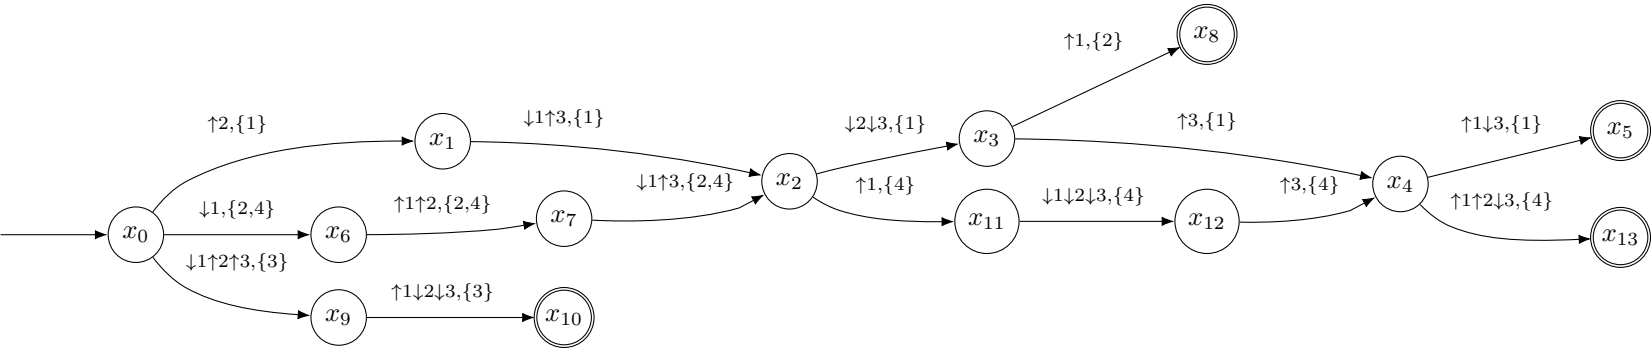 x8
↑1,{2}
↑2,{1}
↓1↑3,{1}
↓2↓3,{1}
↑3,{1}
↑1↓3,{1}
x5
x1
x3
x2
x4
↓1↑3,{2,4}
↑1,{4}
↑3,{4}
↓1↓2↓3,{4}
↑1↑2↓3,{4}
↓1,{2,4}
↑1↑2,{2,4}
x0
x6
x7
x11
x12
x13
↓1↑2↑3,{3}
↑1↓2↓3,{3}
x9
x10